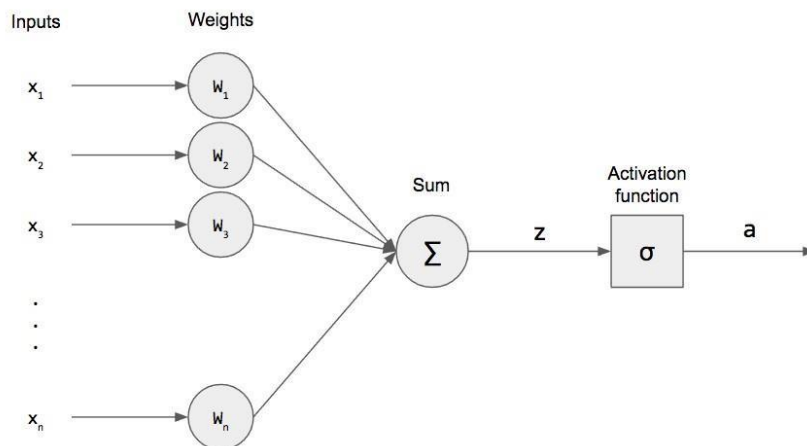 Inputs
Weights
x₁
W₁
x₂
W₂
x₃
W₃
.
.
.
xₙ
Wₙ
Sum
Σ
z
Activation
function
σ
a